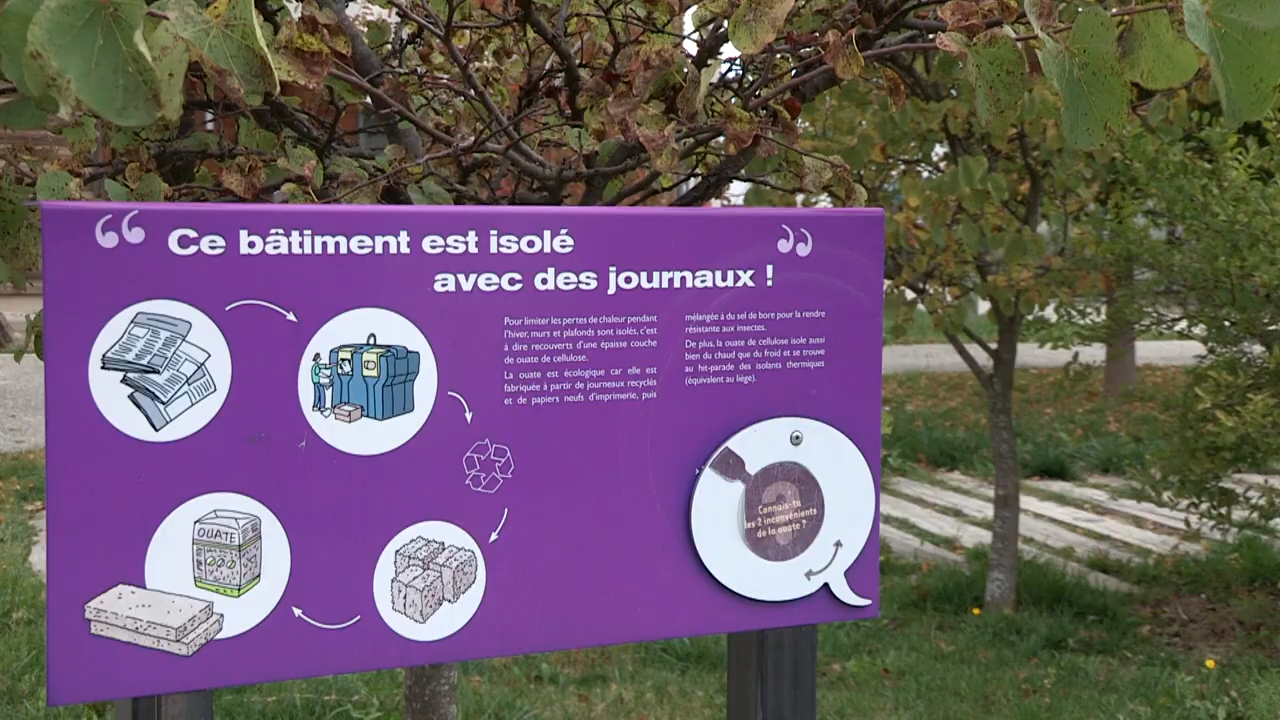 “ Ce bâtiment est isolé ”
avec des journaux !
Pour limiter les pertes de chaleur pendant
l'hiver, murs et plafonds sont isolés, c'est
à dire recouverts d'une épaisse couche
de ouate de cellulose.
La ouate est écologique car elle est
fabriquée à partir de journeaux recyclés
et de papiers neufs d'imprimerie, puis
mélangée à du sel de bore pour la rendre
résistante aux insectes.
De plus, la ouate de cellulose isole aussi
bien du chaud que du froid et se trouve
au hit-parade des isolants thermiques
(équivalent au liège).
OUATE
?
Connais-tu
les 2 inconvénients
de la ouate ?